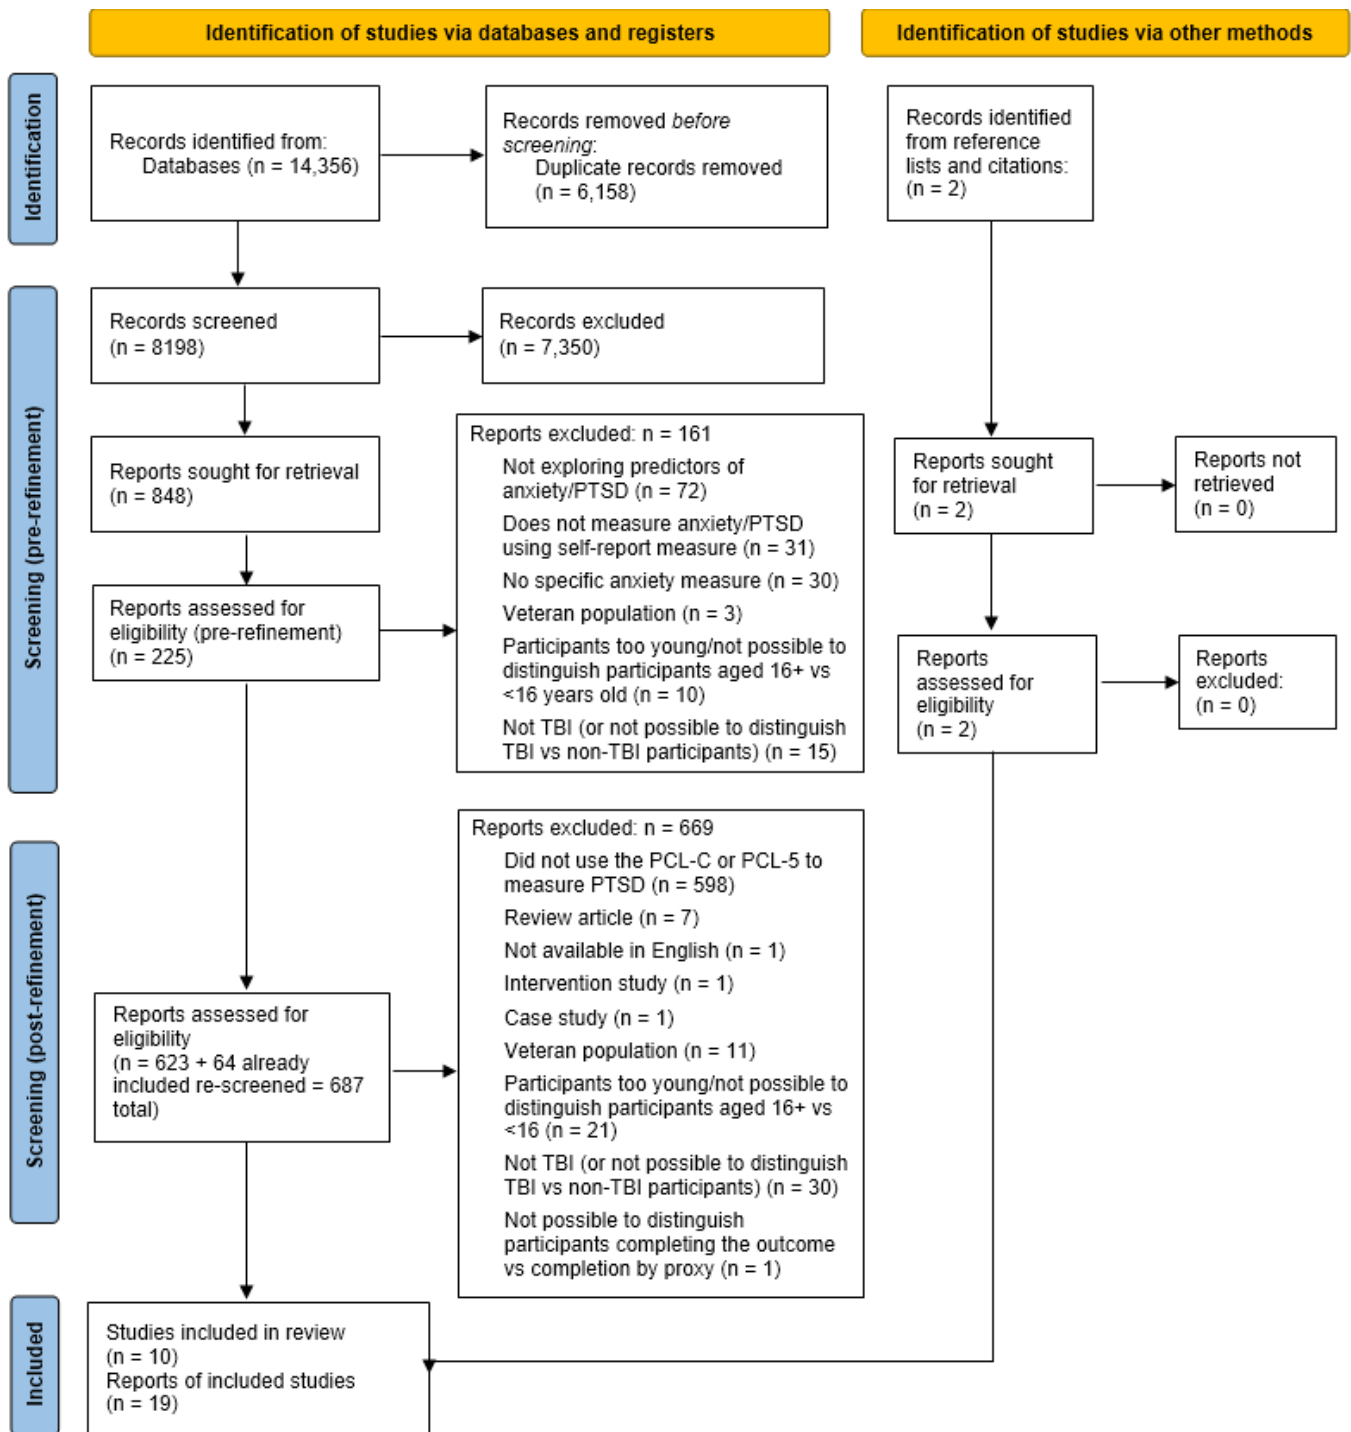 Identification of studies via databases and registers
Identification of studies via other methods
Identification
Records identified from:
Databases (n = 14,356)
Records removed before
screening:
Duplicate records removed
(n = 6,158)
Records identified
from reference
lists and citations:
(n = 2)
Screening (pre-refinement)
Records screened
(n = 8198)
Records excluded
(n = 7,350)
Reports sought for retrieval
(n = 848)
Reports assessed for
eligibility (pre-refinement)
(n = 225)
Reports excluded: n = 161
Not exploring predictors of
anxiety/PTSD (n = 72)
Does not measure anxiety/PTSD
using self-report measure (n = 31)
No specific anxiety measure (n = 30)
Veteran population (n = 3)
Participants too young/not possible to
distinguish participants aged 16+ vs
<16 years old (n = 10)
Not TBI (or not possible to distinguish
TBI vs non-TBI participants) (n = 15)
Reports sought
for retrieval
(n = 2)
Reports not
retrieved
(n = 0)
Reports
assessed for
eligibility
(n = 2)
Reports
excluded:
(n = 0)
Screening (post-refinement)
Reports assessed for
eligibility
(n = 623 + 64 already
included re-screened = 687
total)
Reports excluded: n = 669
Did not use the PCL-C or PCL-5 to
measure PTSD (n = 598)
Review article (n = 7)
Not available in English (n = 1)
Intervention study (n = 1)
Case study (n = 1)
Veteran population (n = 11)
Participants too young/not possible to
distinguish participants aged 16+ vs
<16 (n = 21)
Not TBI (or not possible to distinguish
TBI vs non-TBI participants) (n = 30)
Not possible to distinguish
participants completing the outcome
vs completion by proxy (n = 1)
Included
Studies included in review
(n = 10)
Reports of included studies
(n = 19)